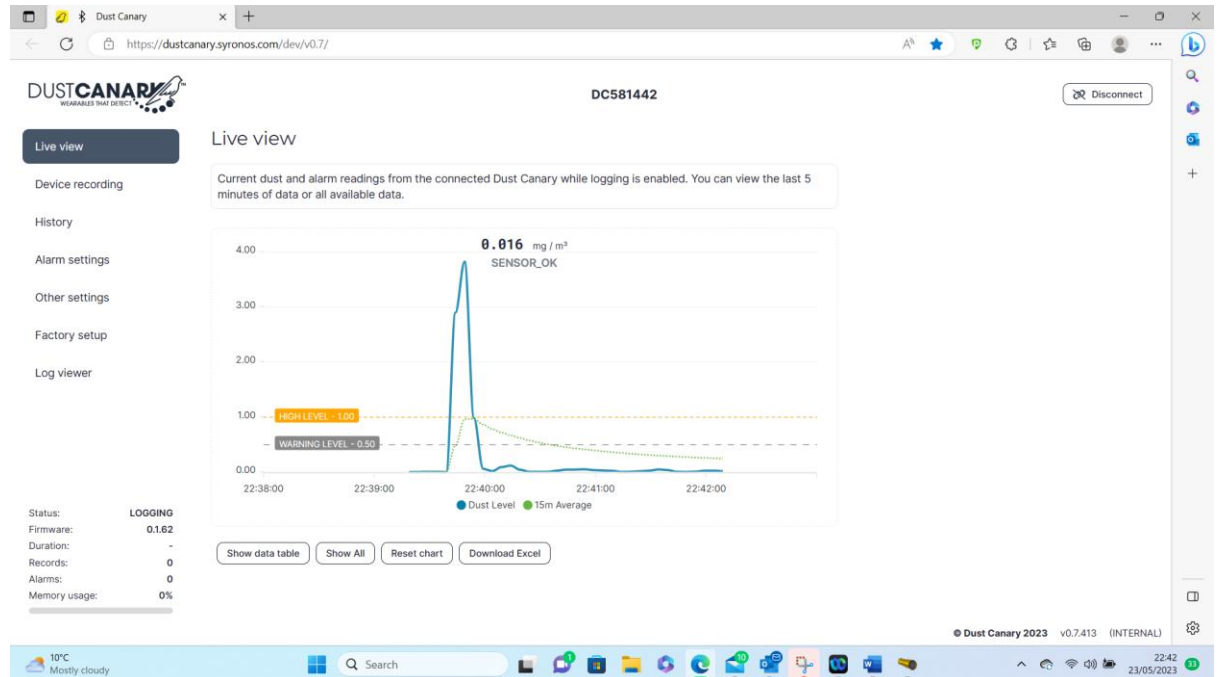 Dust Canary
https://dustcanary.syronos.com/dev/v0.7/
DUSTCANARY™
WEARABLES THAT DETECT
DC581442
Disconnect
Live view
Device recording
History
Alarm settings
Other settings
Factory setup
Log viewer
Status: LOGGING
Firmware: 0.1.62
Duration: -
Records: 0
Alarms: 0
Memory usage: 0%
Live view
Current dust and alarm readings from the connected Dust Canary while logging is enabled. You can view the last 5
minutes of data or all available data.
0.016 mg / m³
SENSOR_OK
4.00
3.00
2.00
1.00
HIGH LEVEL - 1.00
WARNING LEVEL - 0.50
0.00
22:38:00 22:39:00 22:40:00 22:41:00 22:42:00
Dust Level 15m Average
Show data table Show All Reset chart Download Excel
© Dust Canary 2023 v0.7.413 (INTERNAL)
10°C
Mostly cloudy
Search
22:42
23/05/2023
33